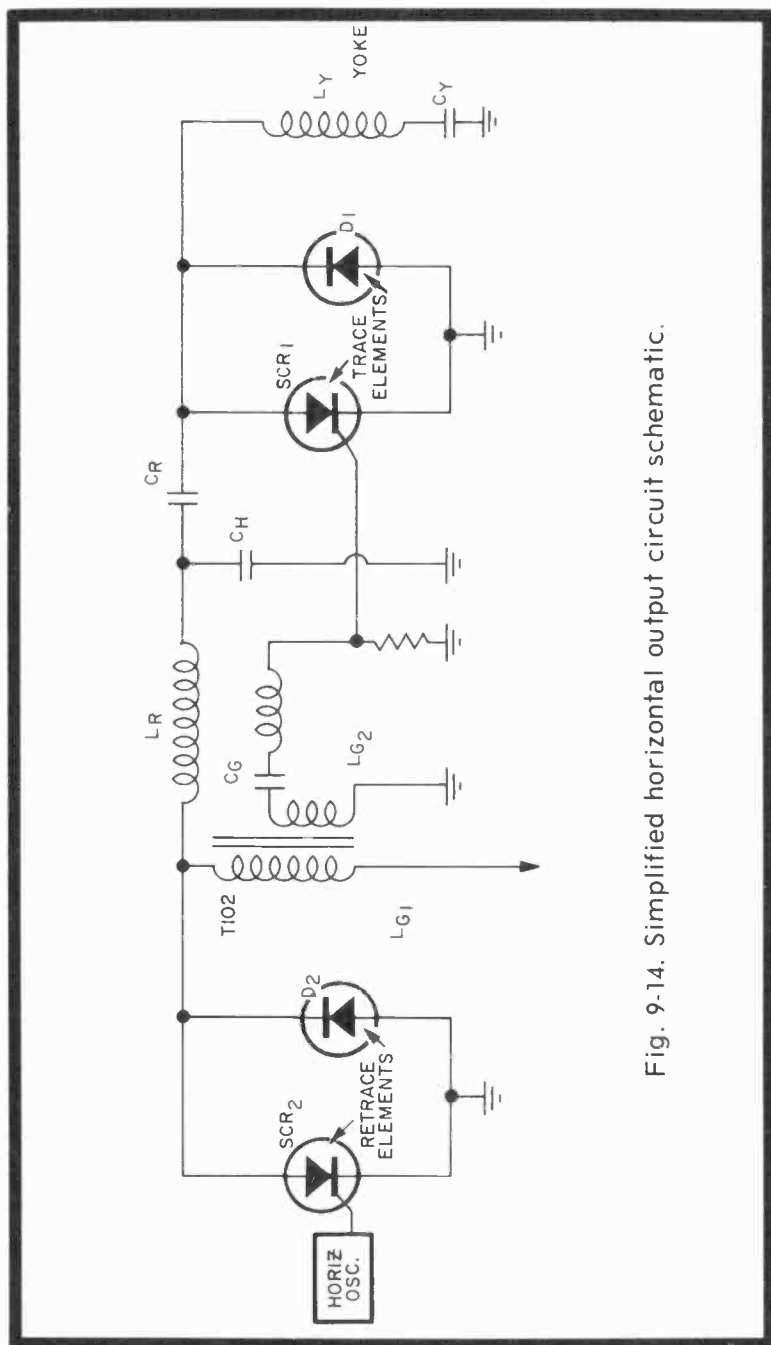 HORIZ
OSC.
SCR2
RETRACE
ELEMENTS
D2
T102
LG1
LG2
CG
LR
CH
CR
SCR1
TRACE
ELEMENTS
D1
LY
YOKE
CY
Fig. 9-14. Simplified horizontal output circuit schematic.